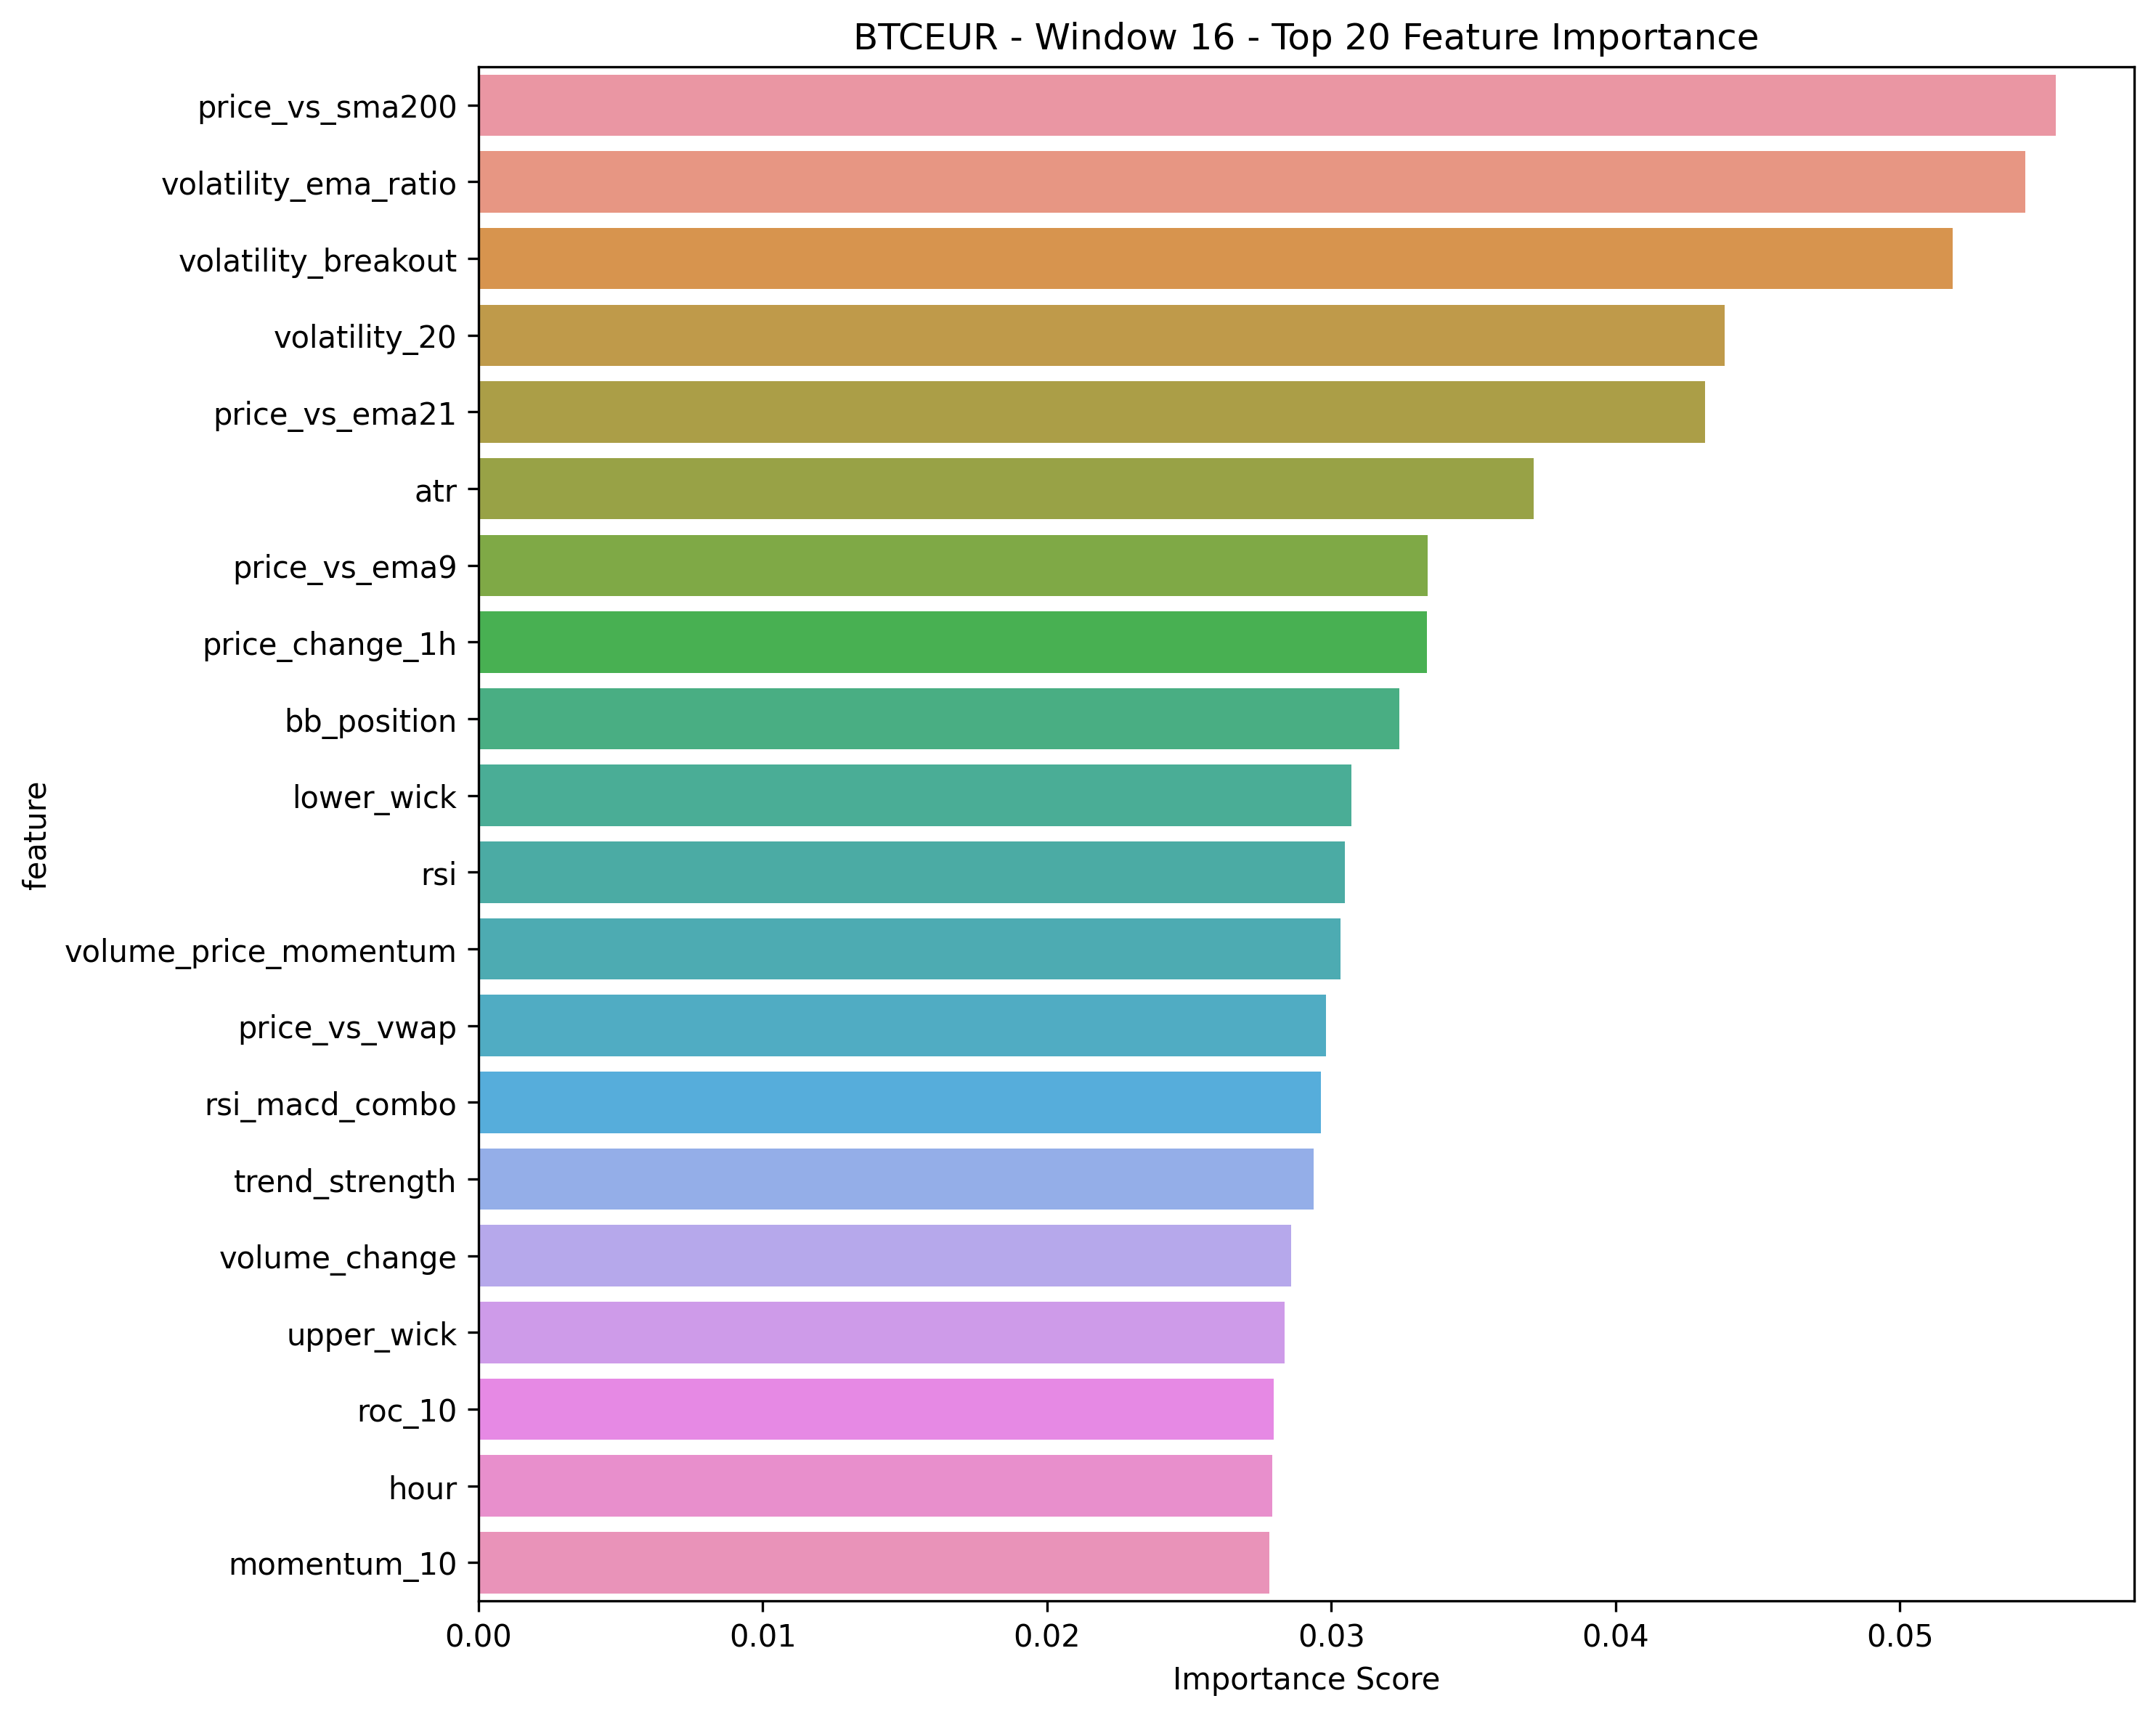 BTCEUR - Window 16 - Top 20 Feature Importance
price_vs_sma200
volatility_ema_ratio
volatility_breakout
volatility_20
price_vs_ema21
atr
price_vs_ema9
price_change_1h
bb_position
lower_wick
rsi
volume_price_momentum
price_vs_vwap
rsi_macd_combo
trend_strength
volume_change
upper_wick
roc_10
hour
momentum_10
feature
0.00 0.01 0.02 0.03 0.04 0.05
Importance Score